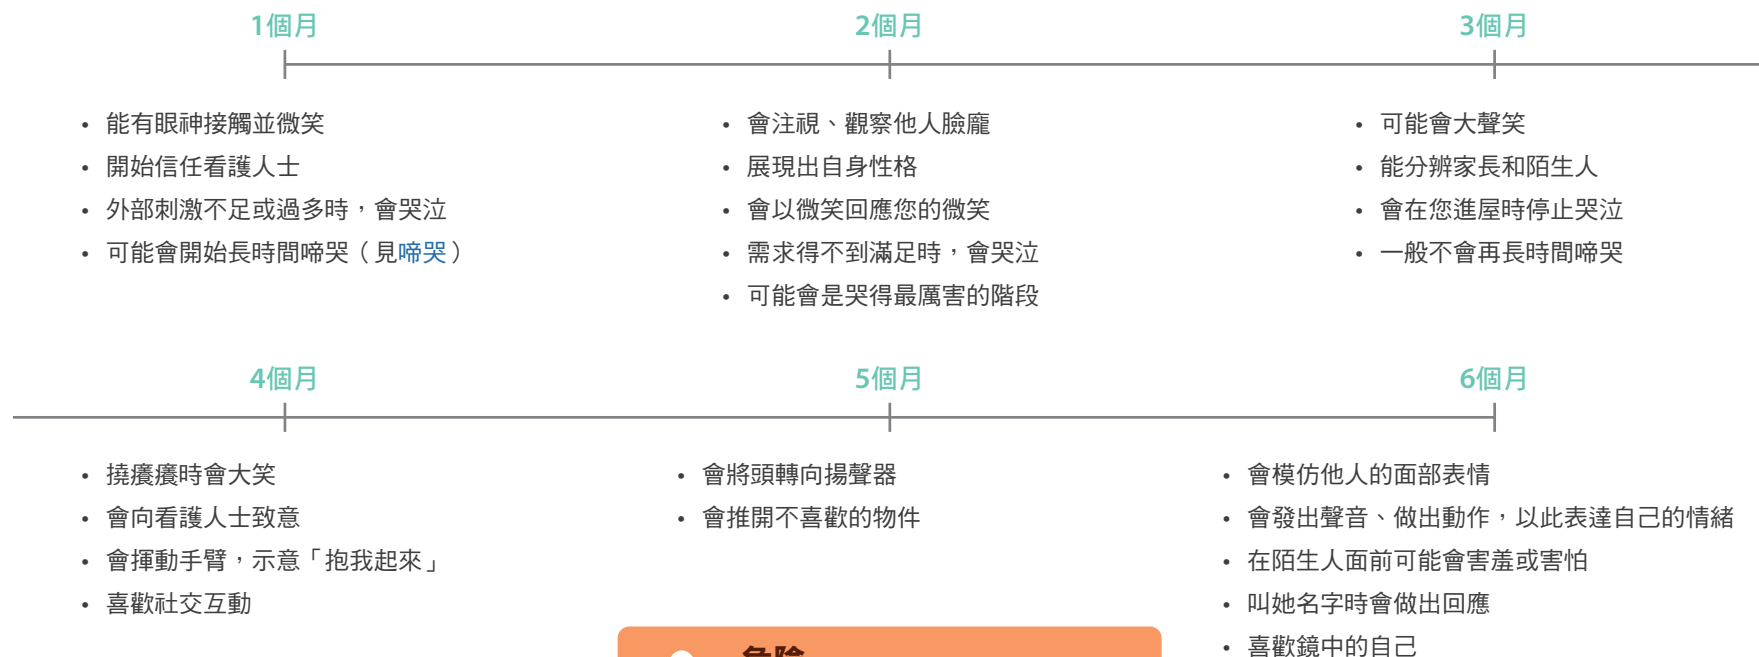 1個月
• 能有眼神接觸並微笑
• 開始信任看護人士
• 外部刺激不足或過多時，會哭泣
• 可能會開始長時間啼哭（見啼哭）
2個月
• 會注視、觀察他人臉龐
• 展現出自身性格
• 會以微笑回應您的微笑
• 需求得不到滿足時，會哭泣
• 可能會是哭得最厲害的階段
3個月
• 可能會大聲笑
• 能分辨家長和陌生人
• 會在您進屋時停止哭泣
• 一般不會再長時間啼哭
4個月
• 撓癢癢時會大笑
• 會向看護人士致意
• 會揮動手臂，示意「抱我起來」
• 喜歡社交互動
5個月
• 會將頭轉向揚聲器
• 會推開不喜歡的物件
6個月
• 會模仿他人的面部表情
• 會發出聲音、做出動作，以此表達自己的情緒
• 在陌生人面前可能會害羞或害怕
• 叫她名字時會做出回應
• 喜歡鏡中的自己
危險